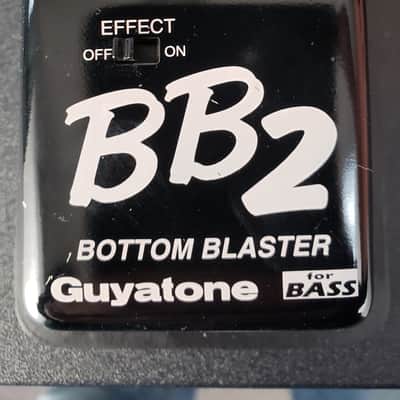 EFFECT
OFF ON
BB2
BOTTOM BLASTER
Guyatone for BASS